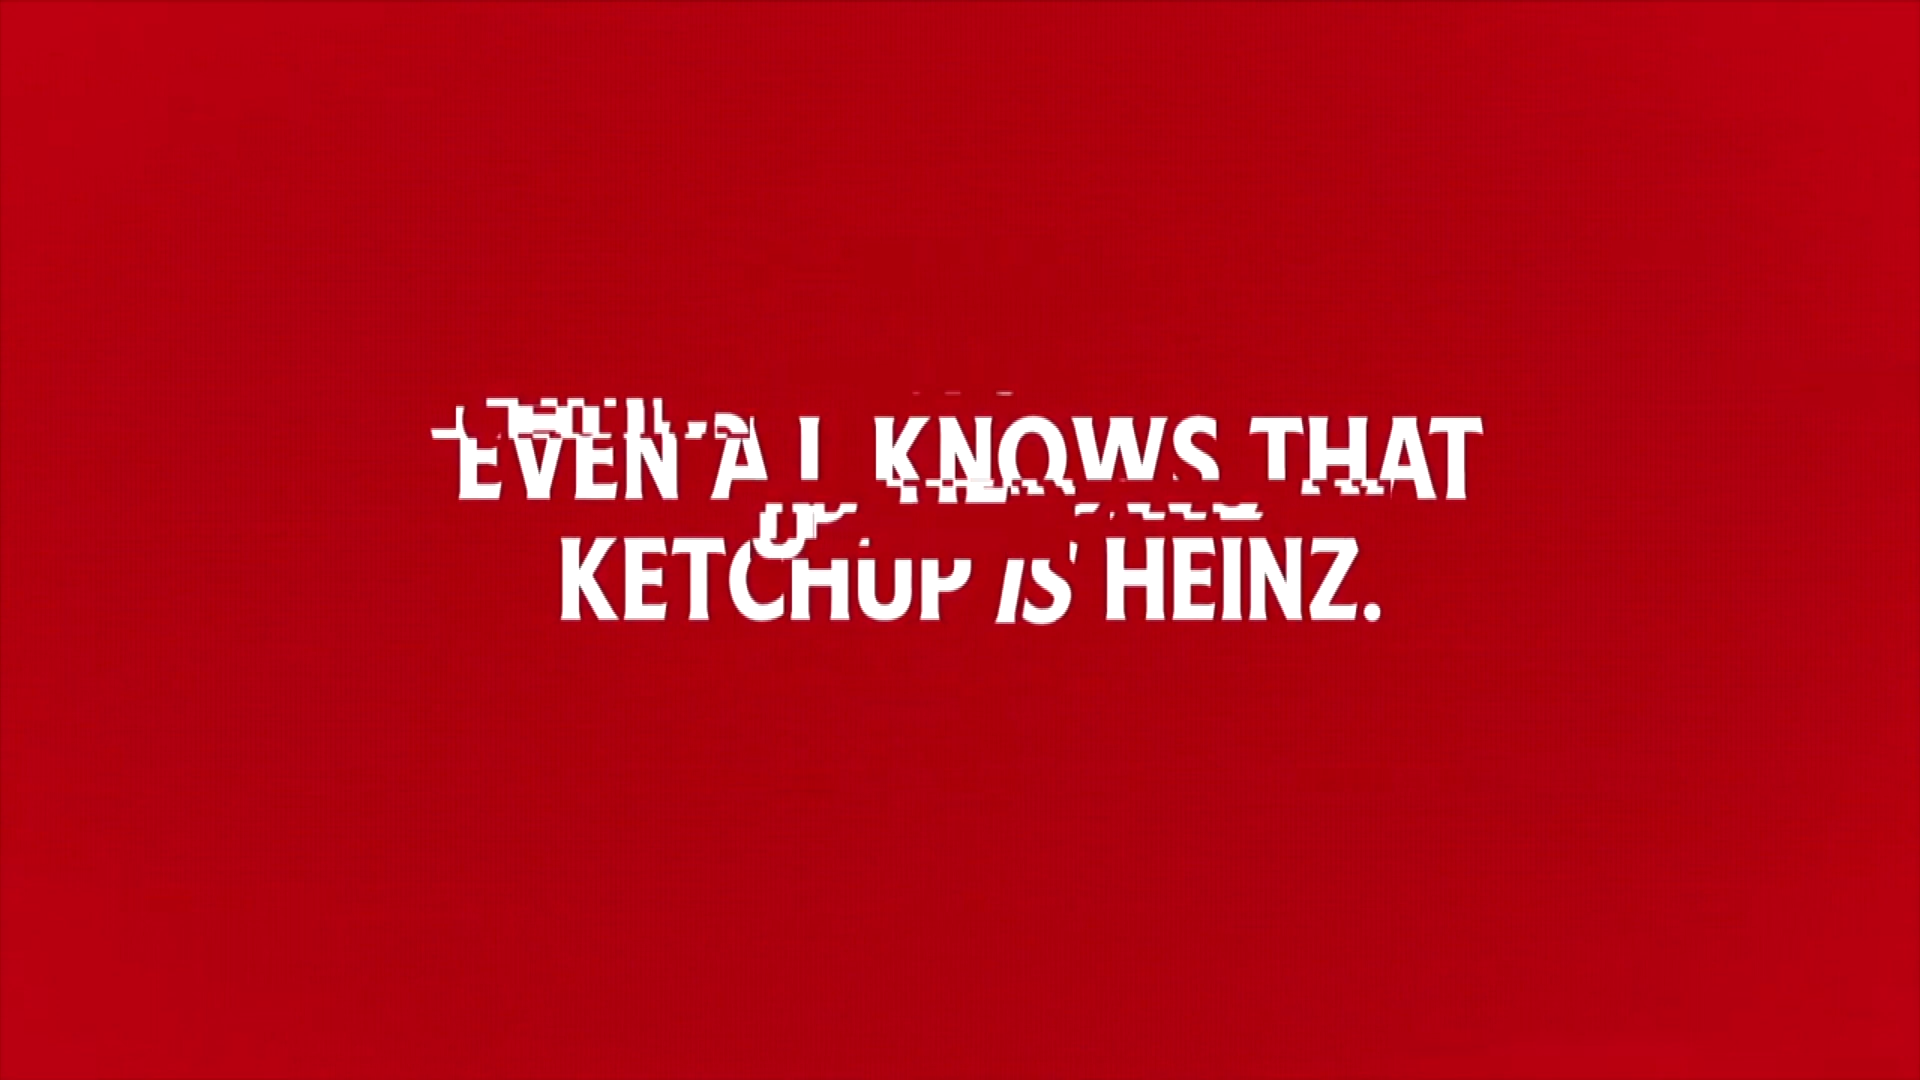 EVEN A.I. KNOWS THAT
KETCHUP IS HEINZ.